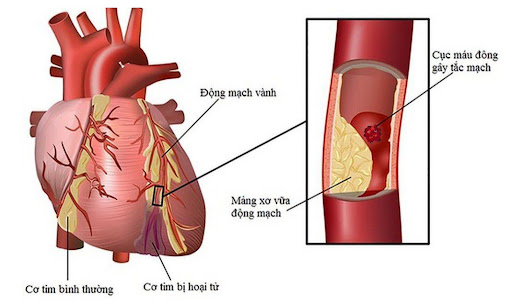 Cục máu đông
gây tắc mạch
Động mạch vành
Mảng xơ vữa
động mạch
Cơ tim bình thường
Cơ tim bị hoại tử